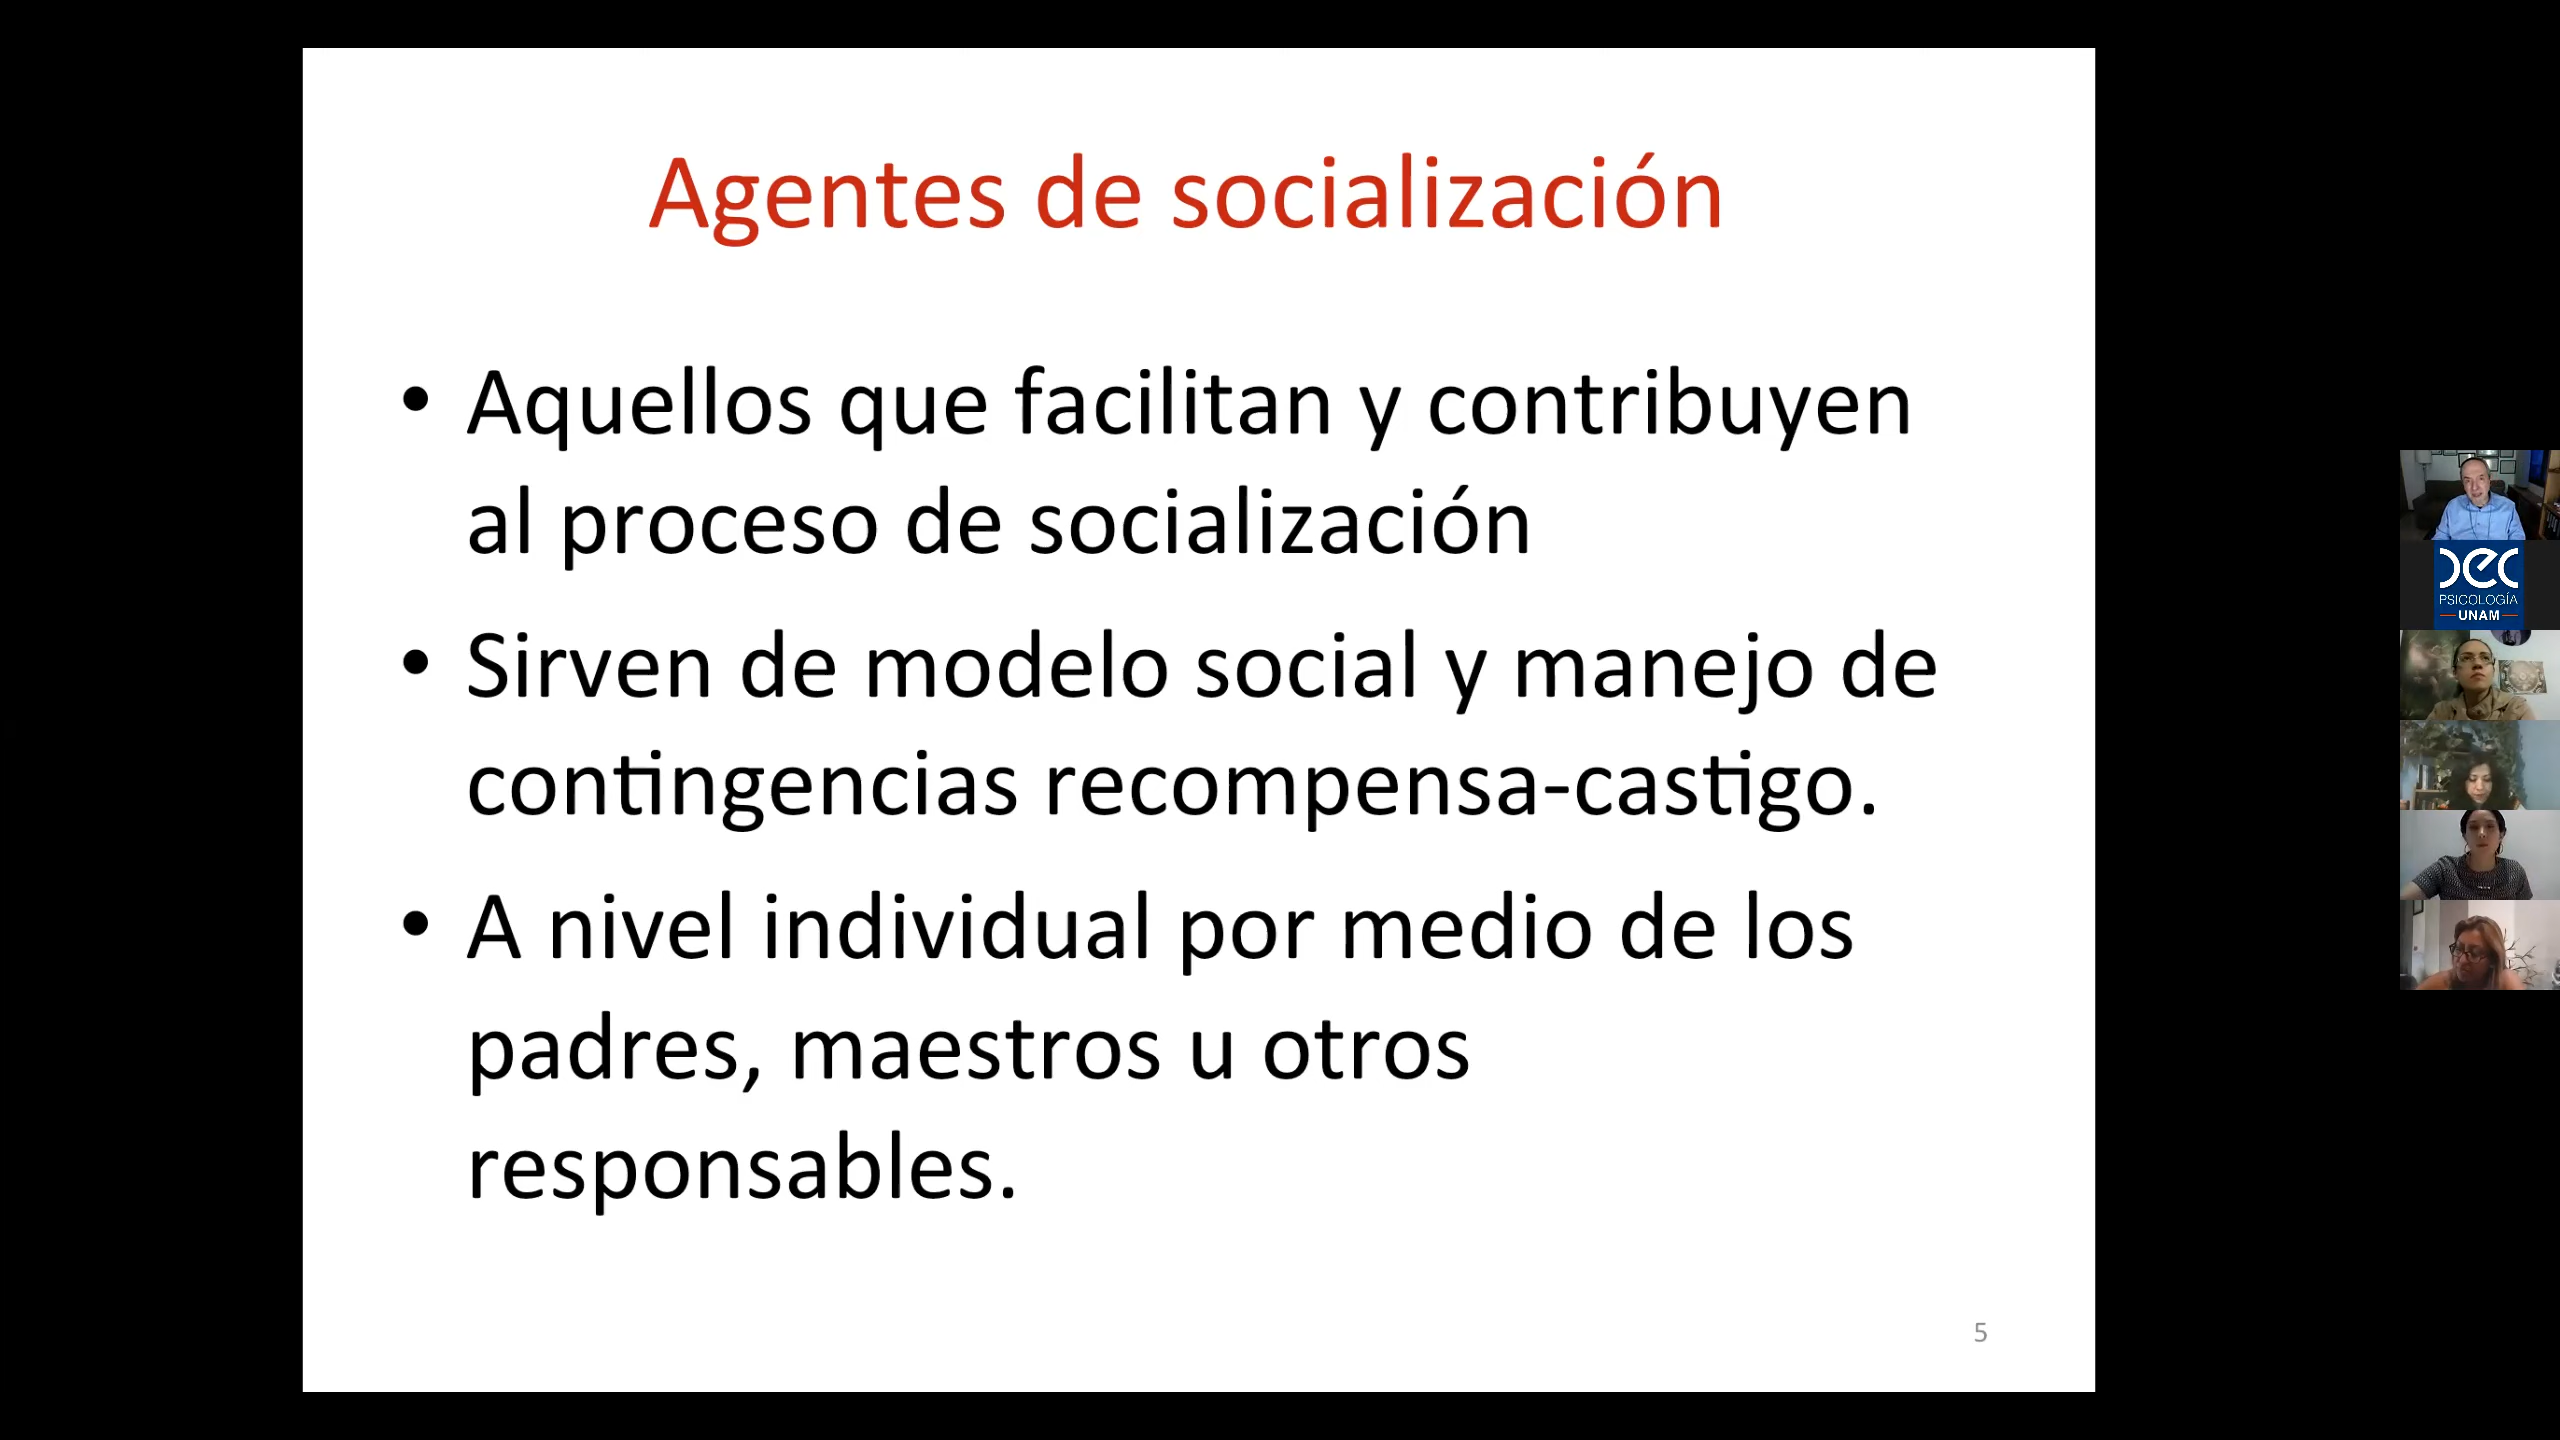 Agentes de socialización
• Aquellos que facilitan y contribuyen
al proceso de socialización
• Sirven de modelo social y manejo de
contingencias recompensa-castigo.
• A nivel individual por medio de los
padres, maestros u otros
responsables.
5
DEC
PSICOLOGÍA
UNAM